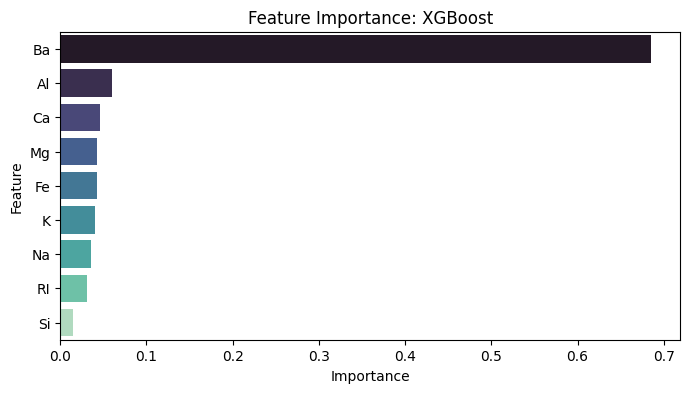 Feature Importance: XGBoost
Feature
Ba
Al
Ca
Mg
Fe
K
Na
RI
Si
0.0 0.1 0.2 0.3 0.4 0.5 0.6 0.7
Importance